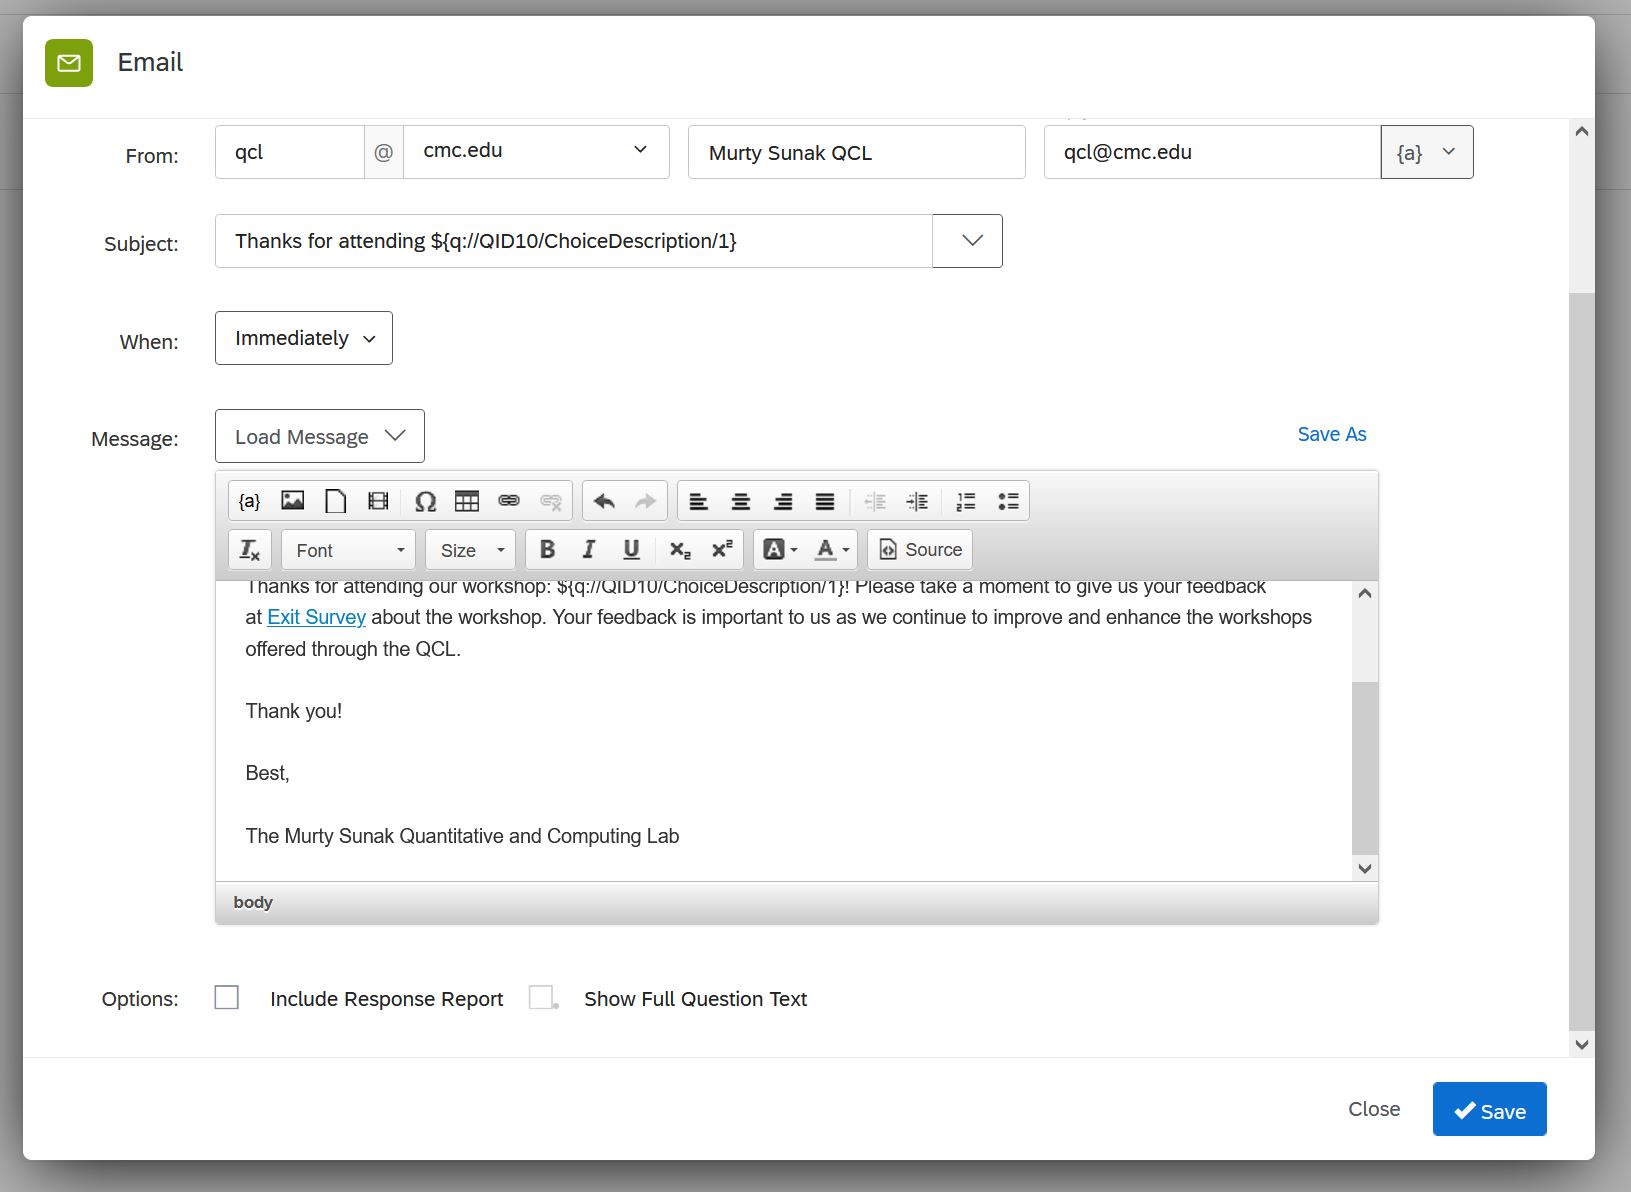 Email
From: qcl @ cmc.edu Murty Sunak QCL qcl@cmc.edu {a}
Subject: Thanks for attending ${q://QID10/ChoiceDescription/1}
When: Immediately
Message: Load Message Save As
{a} Ω
Tx Font Size B I U X₂ X² A A Source
Thanks for attending our workshop: ${q://QID10/ChoiceDescription/1}! Please take a moment to give us your feedback
at Exit Survey about the workshop. Your feedback is important to us as we continue to improve and enhance the workshops
offered through the QCL.
Thank you!
Best,
The Murty Sunak Quantitative and Computing Lab
body
Options: Include Response Report Show Full Question Text
Close Save